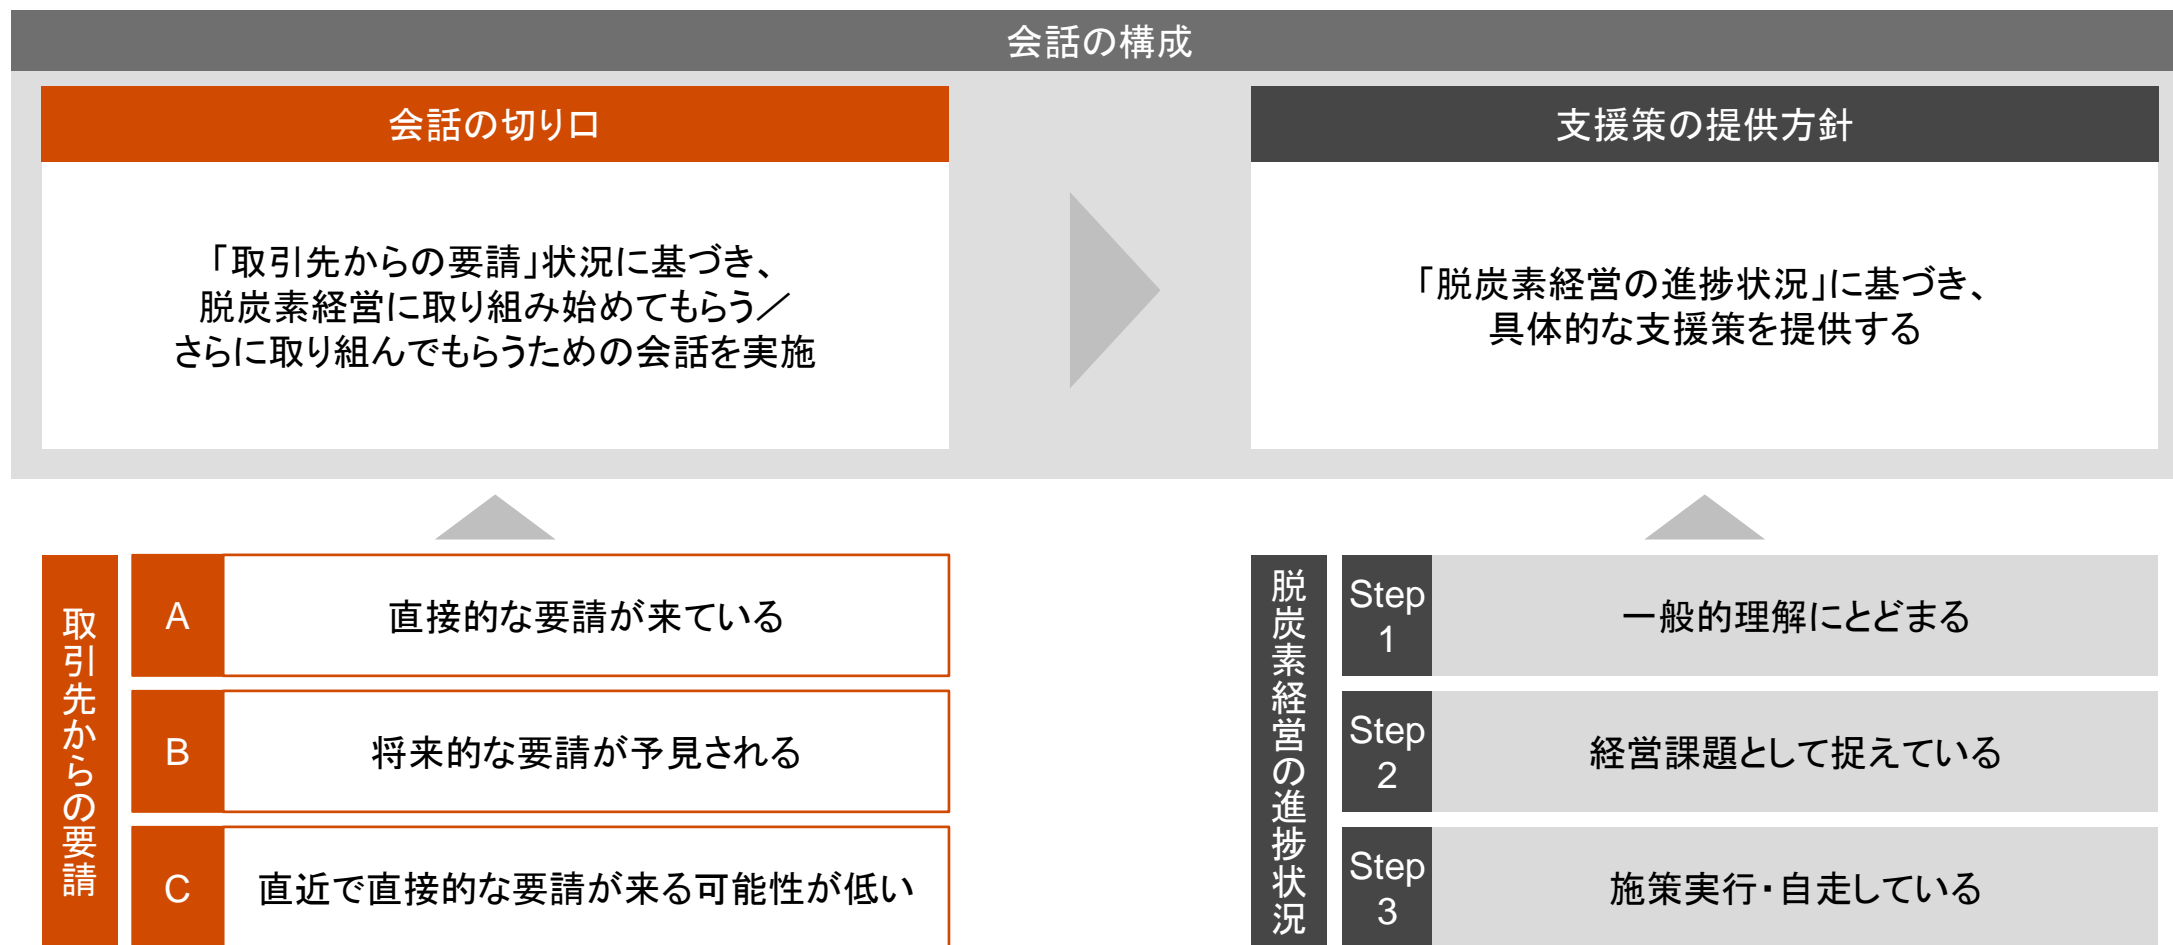 会話の構成
会話の切り口
「取引先からの要請」状況に基づき、
脱炭素経営に取り組み始めてもらう／
さらに取り組んでもらうための会話を実施
支援策の提供方針
「脱炭素経営の進捗状況」に基づき、
具体的な支援策を提供する
取引先からの要請
A
直接的な要請が来ている
B
将来的な要請が予見される
C
直近で直接的な要請が来る可能性が低い
脱炭素経営の進捗状況
Step
1
一般的理解にとどまる
Step
2
経営課題として捉えている
Step
3
施策実行・自走している